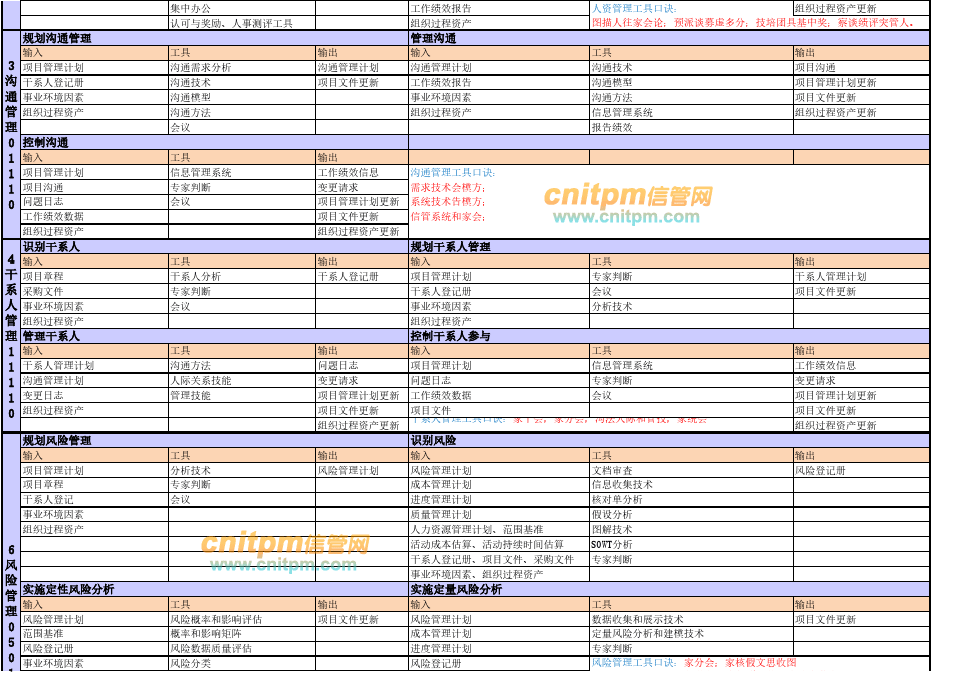 集中办公 工作绩效报告 人资管理工具口诀: 组织过程资产更新
认可与奖励、人事测评工具 组织过程资产 图描人往家会论; 预派谈募虚多分; 技培团具基冲奖; 察谈绩评突管人。
规划沟通管理 管理沟通
输入 工具 输出 输入 工具 输出
项目管理计划 沟通需求分析 沟通管理计划 沟通管理计划 沟通技术 项目沟通
干系人登记册 沟通技术 项目文件更新 工作绩效报告 沟通模型 项目管理计划更新
事业环境因素 沟通模型 事业环境因素 沟通方法 项目文件更新
组织过程资产 沟通方法 组织过程资产 信息管理系统 组织过程资产更新
会议 报告绩效
3沟通管理01110
控制沟通
输入 工具 输出
项目管理计划 信息管理系统 工作绩效信息 沟通管理工具口诀:
项目沟通 专家判断 变更请求 需求技术会模方;
问题日志 会议 项目管理计划更新 系统技术告模方;
工作绩效数据 项目文件更新 信管系统和家会;
组织过程资产 组织过程资产更新
cnitpm信管网
www.cnitpm.com
识别干系人 规划干系人管理
输入 工具 输出 输入 工具 输出
项目章程 干系人分析 干系人登记册 项目管理计划 专家判断 干系人管理计划
采购文件 专家判断 干系人登记册 会议 项目文件更新
事业环境因素 会议 事业环境因素 分析技术
组织过程资产 组织过程资产
4干系人管理11110
管理干系人 控制干系人参与
输入 工具 输出 输入 工具 输出
干系人管理计划 沟通方法 问题日志 项目管理计划 信息管理系统 工作绩效信息
沟通管理计划 人际关系技能 变更请求 问题日志 专家判断 变更请求
变更日志 管理技能 项目管理计划更新 工作绩效数据 会议 项目管理计划更新
组织过程资产 项目文件更新 项目文件 项目文件更新
组织过程资产更新 干系人管理工具口诀: 家干会; 家分会; 沟法人际和管技; 家统会 组织过程资产更新
规划风险管理 识别风险
输入 工具 输出 输入 工具 输出
项目管理计划 分析技术 风险管理计划 风险管理计划 文档审查 风险登记册
项目章程 专家判断 成本管理计划 信息收集技术
干系人登记 会议 进度管理计划 核对单分析
事业环境因素 质量管理计划 假设分析
组织过程资产 人力资源管理计划、范围基准 图解技术
活动成本估算、活动持续时间估算 SOWT分析
干系人登记册、项目文件、采购文件 专家判断
事业环境因素、组织过程资产
cnitpm信管网
www.cnitpm.com
6风险管理050
实施定性风险分析 实施定量风险分析
输入 工具 输出 输入 工具 输出
风险管理计划 风险概率和影响评估 项目文件更新 风险管理计划 数据收集和展示技术 项目文件更新
范围基准 概率和影响矩阵 成本管理计划 定量风险分析和建模技术
风险登记册 风险数据质量评估 进度管理计划 专家判断
事业环境因素 风险分类 风险登记册 风险管理工具口诀: 家分会; 家核假文思收图